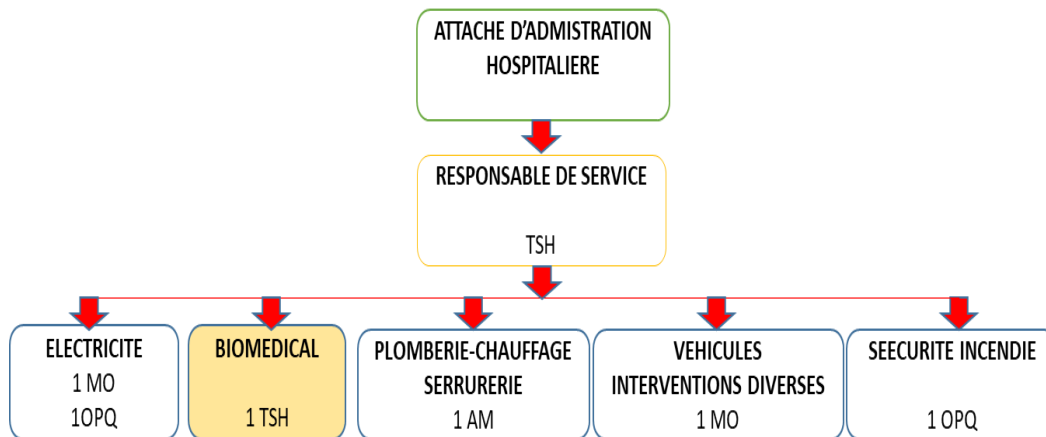 ATTACHE D'ADMISTRATION
HOSPITALIERE
RESPONSABLE DE SERVICE
TSH
ELECTRICITE
1 MO
1OPQ
BIOMEDICAL
1 TSH
PLOMBERIE-CHAUFFAGE
SERRURERIE
1 AM
VEHICULES
INTERVENTIONS DIVERSES
1 MO
SEECURITE INCENDIE
1 OPQ